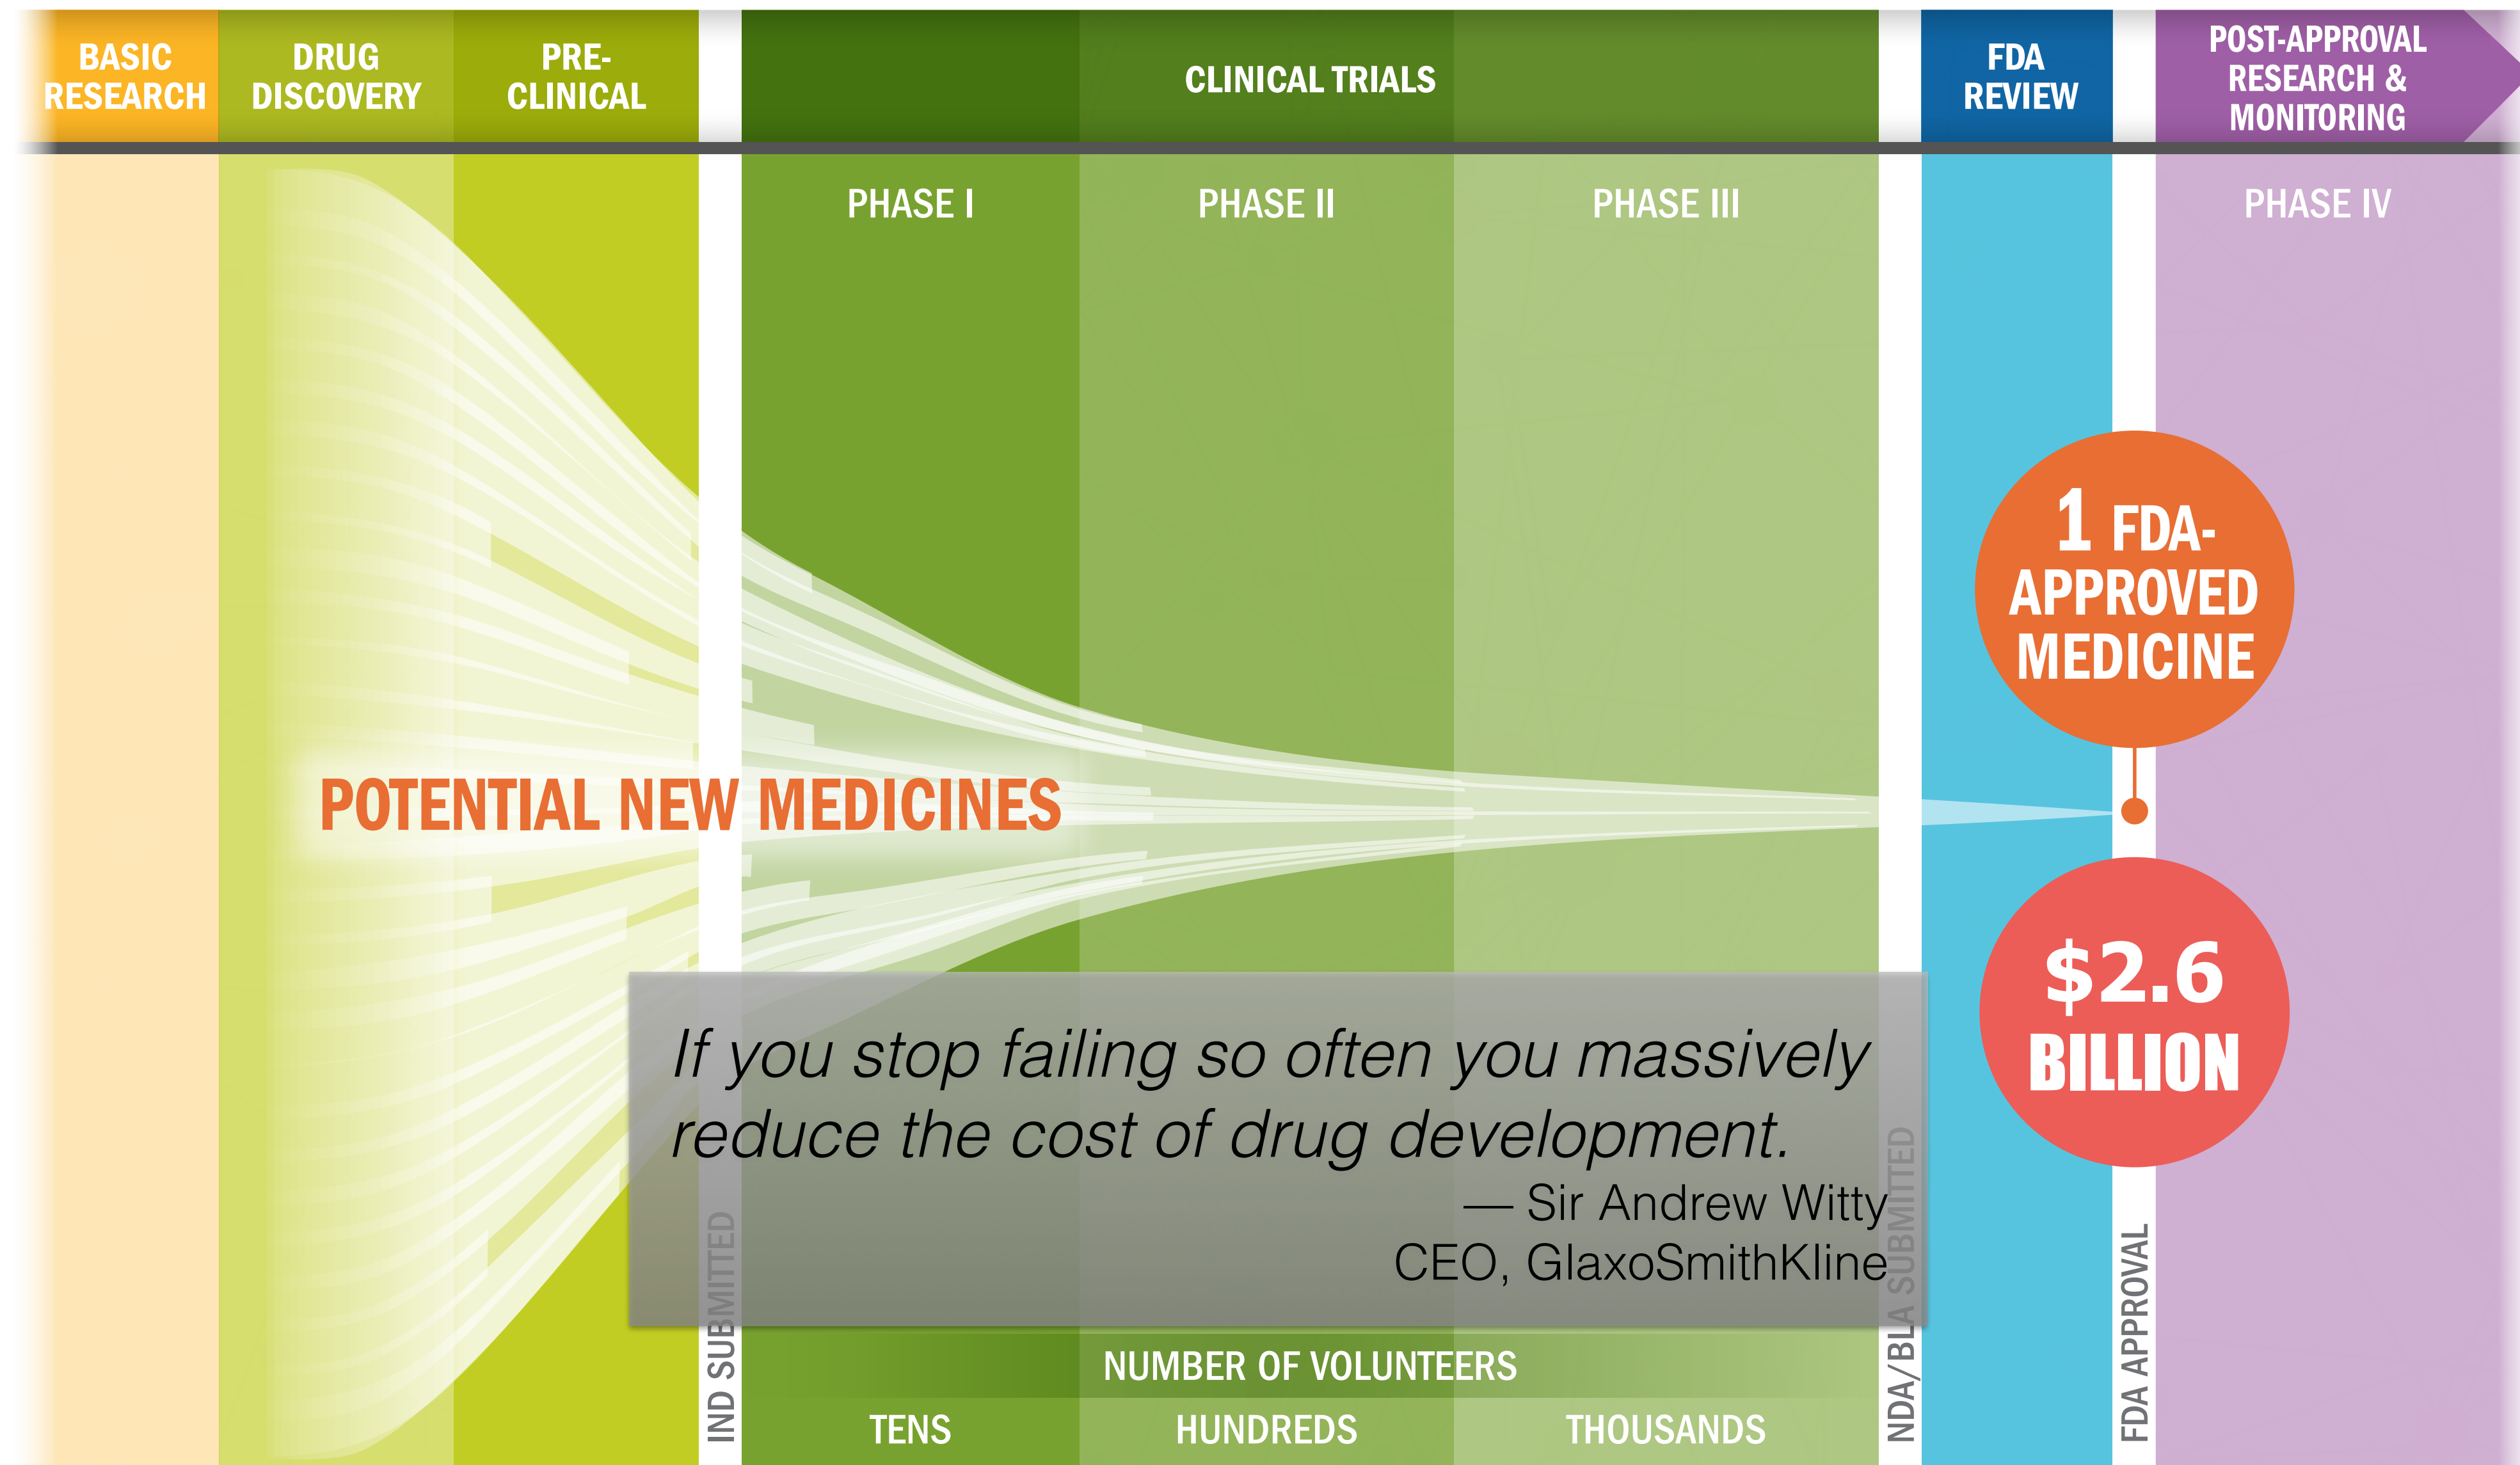 BASIC
RESEARCH
DRUG
DISCOVERY
PRE-
CLINICAL
CLINICAL TRIALS
FDA
REVIEW
POST-APPROVAL
RESEARCH &
MONITORING
PHASE I
PHASE II
PHASE III
PHASE IV
1 FDA-
APPROVED
MEDICINE
POTENTIAL NEW MEDICINES
$2.6
BILLION
If you stop failing so often you massively
reduce the cost of drug development.
— Sir Andrew Witty
CEO, GlaxoSmithKline
IND SUBMITTED
NDA/BLA SUBMITTED
FDA APPROVAL
NUMBER OF VOLUNTEERS
TENS
HUNDREDS
THOUSANDS